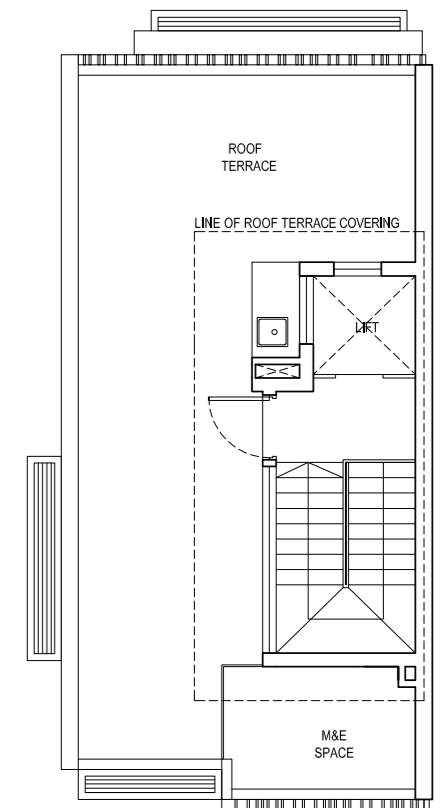 ROOF
TERRACE
LINE OF ROOF TERRACE COVERING
LIFT
M&E
SPACE